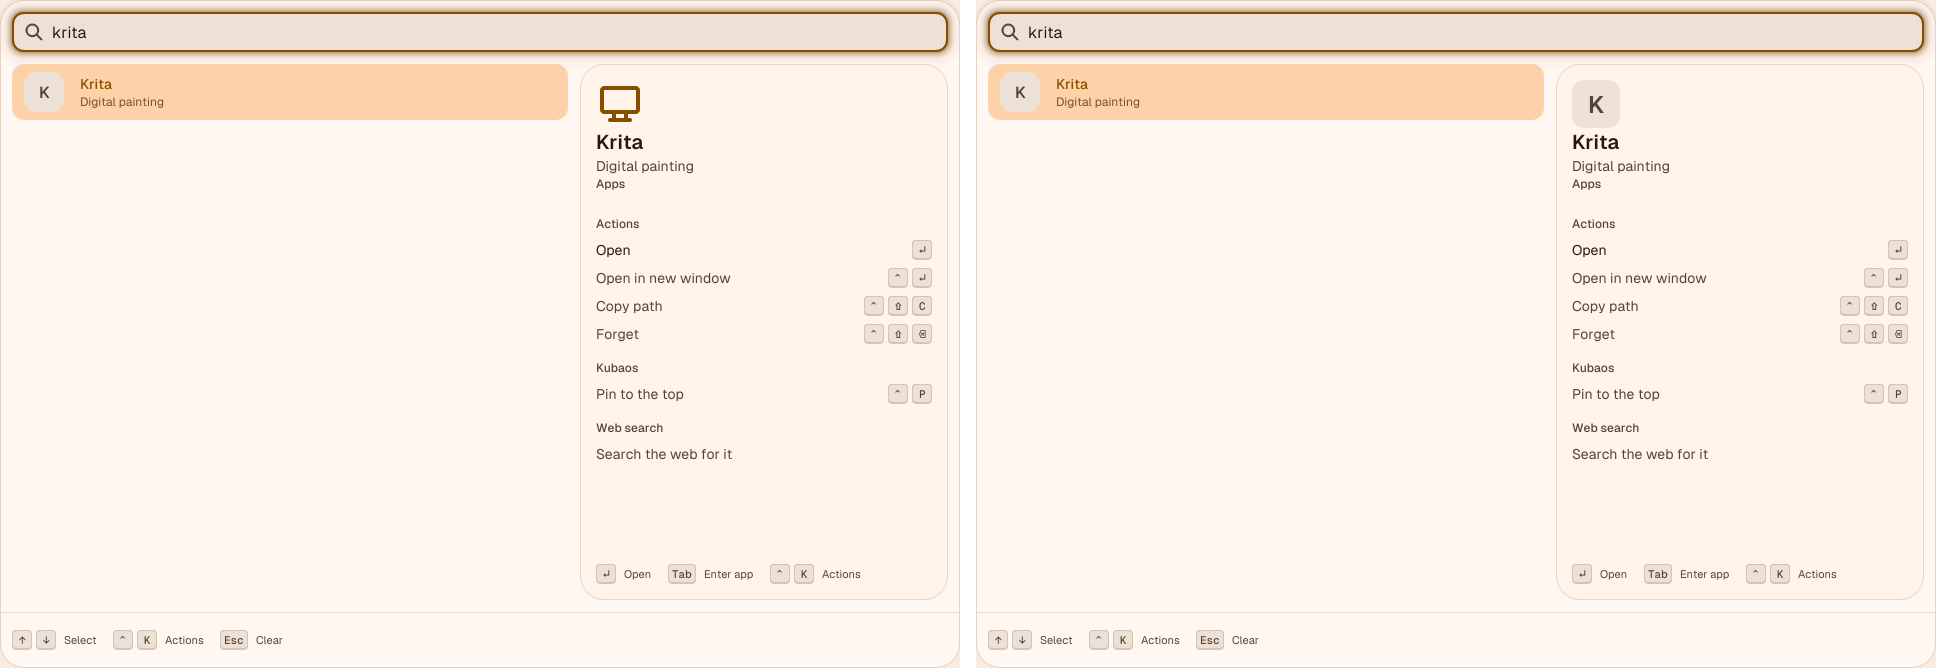 krita
K
Krita
Digital painting
Krita
Digital painting
Apps
Actions
Open ↵
Open in new window ^ ↵
Copy path ^ ⇧ C
Forget ^ ⇧ ⌫
Kubaos
Pin to the top ^ P
Web search
Search the web for it
↵ Open Tab Enter app ^ K Actions
↑ ↓ Select ^ K Actions Esc Clear
krita
K
Krita
Digital painting
K
Krita
Digital painting
Apps
Actions
Open ↵
Open in new window ^ ↵
Copy path ^ ⇧ C
Forget ^ ⇧ ⌫
Kubaos
Pin to the top ^ P
Web search
Search the web for it
↵ Open Tab Enter app ^ K Actions
↑ ↓ Select ^ K Actions Esc Clear